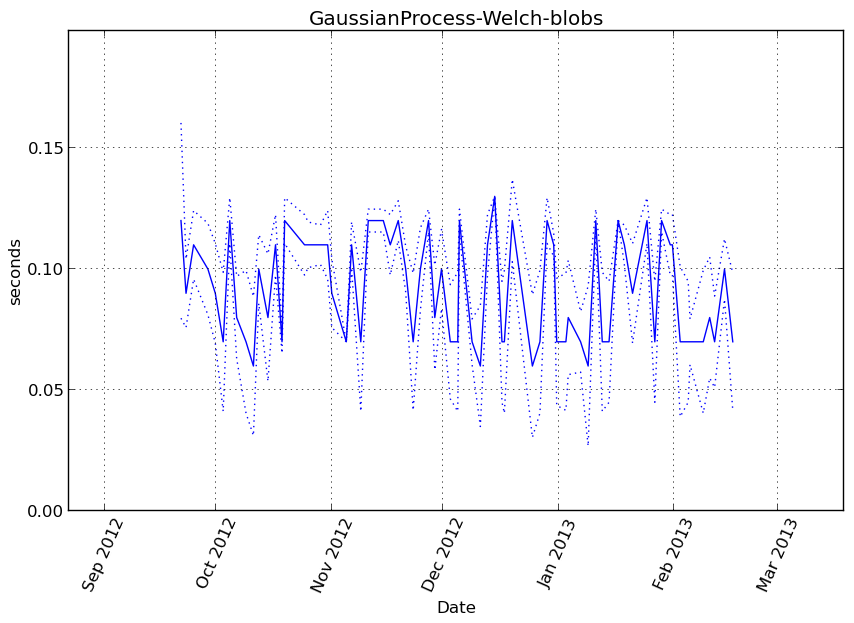 GaussianProcess-Welch-blobs
seconds
0.15
0.10
0.05
0.00
Sep 2012
Oct 2012
Nov 2012
Dec 2012
Jan 2013
Feb 2013
Mar 2013
Date